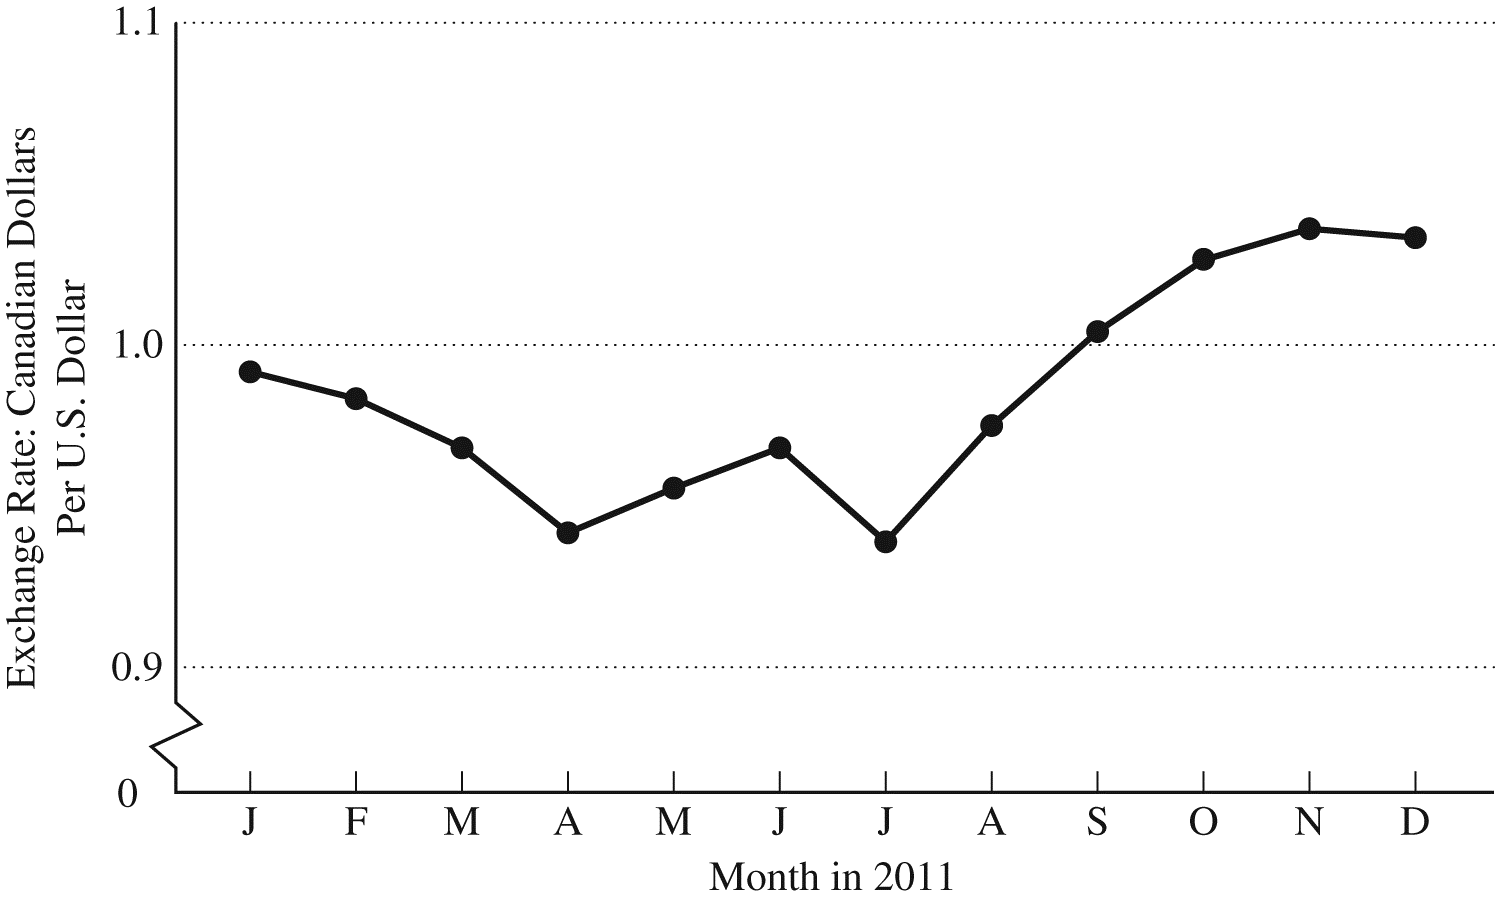 Exchange Rate: Canadian Dollars
Per U.S. Dollar
1.1
1.0
0.9
0
J F M A M J J A S O N D
Month in 2011